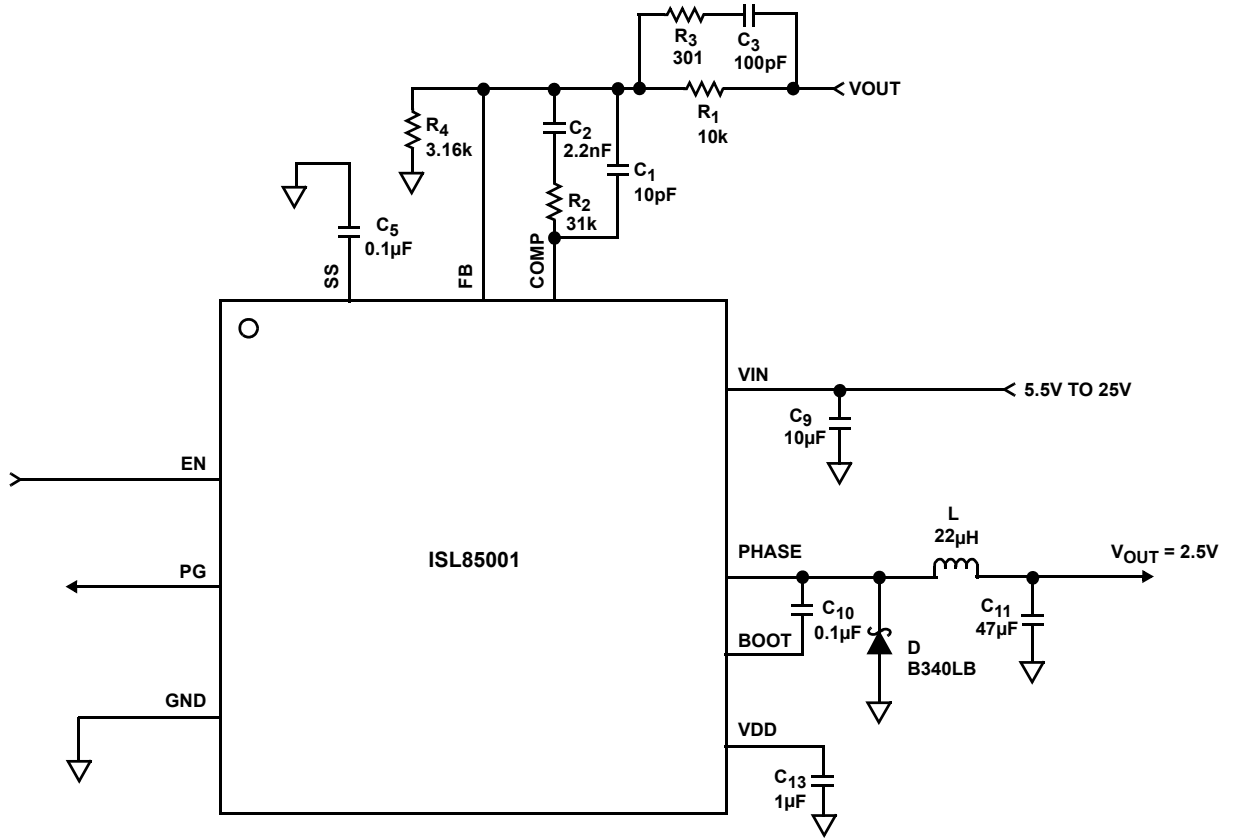 R3
301
C3
100pF
VOUT
R1
10k
R4
3.16k
C2
2.2nF
C1
10pF
R2
31k
C5
0.1µF
SS
FB
COMP
VIN
5.5V TO 25V
C9
10µF
EN
ISL85001
PG
GND
PHASE
L
22µH
VOUT = 2.5V
C10
0.1µF
C11
47µF
BOOT
D
B340LB
VDD
C13
1µF